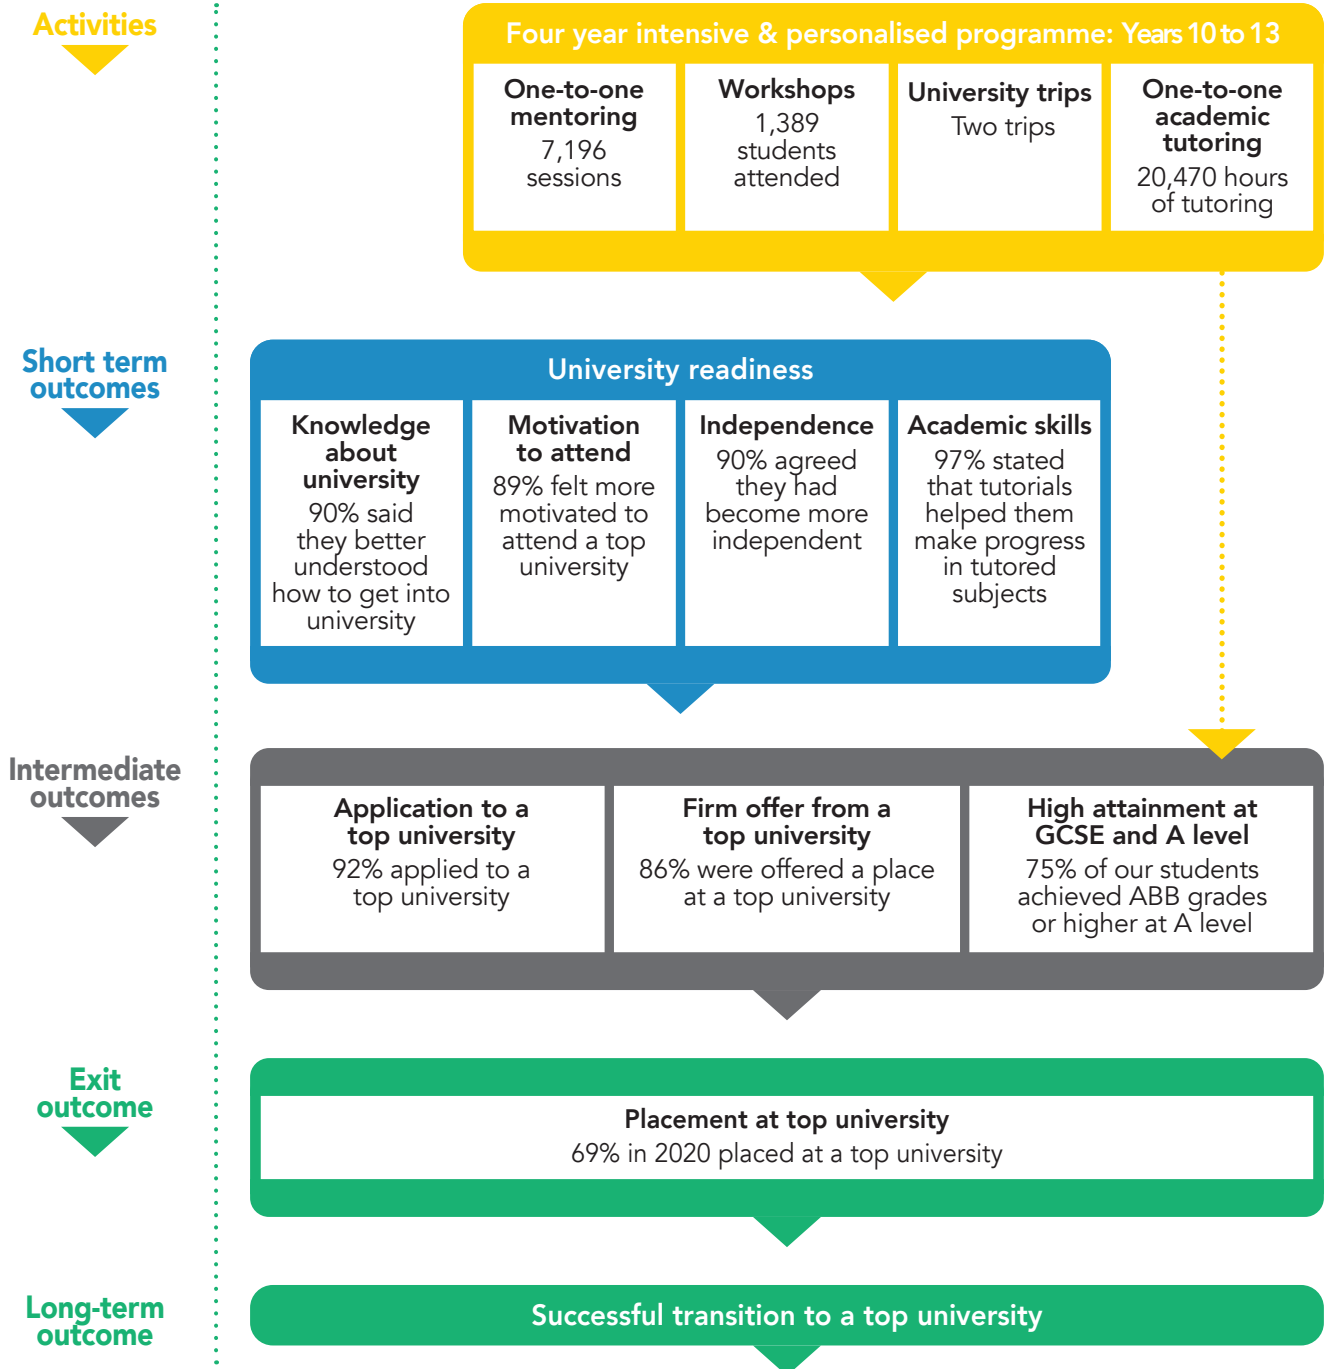 Activities
Four year intensive & personalised programme: Years 10 to 13
One-to-one
mentoring
7,196
sessions
Workshops
1,389
students
attended
University trips
Two trips
One-to-one
academic
tutoring
20,470 hours
of tutoring
Short term
outcomes
University readiness
Knowledge
about
university
90% said
they better
understood
how to get into
university
Motivation
to attend
89% felt more
motivated to
attend a top
university
Independence
90% agreed
they had
become more
independent
Academic skills
97% stated
that tutorials
helped them
make progress
in tutored
subjects
Intermediate
outcomes
Application to a
top university
92% applied to a
top university
Firm offer from a
top university
86% were offered a place
at a top university
High attainment at
GCSE and A level
75% of our students
achieved ABB grades
or higher at A level
Exit
outcome
Placement at top university
69% in 2020 placed at a top university
Long-term
outcome
Successful transition to a top university